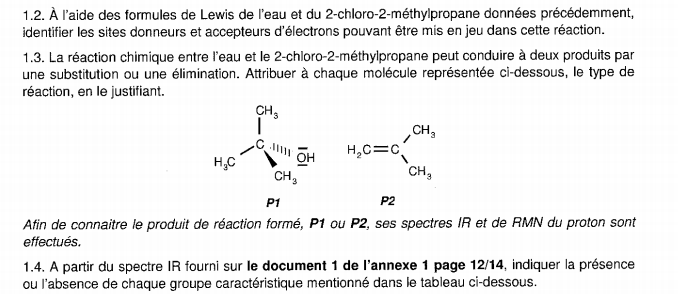 1.2. À l'aide des formules de Lewis de l'eau et du 2-chloro-2-méthylpropane données précédemment,
identifier les sites donneurs et accepteurs d'électrons pouvant être mis en jeu dans cette réaction.
1.3. La réaction chimique entre l'eau et le 2-chloro-2-méthylpropane peut conduire à deux produits par
une substitution ou une élimination. Attribuer à chaque molécule représentée ci-dessous, le type de
réaction, en le justifiant.
CH₃
C
H₃C
OH
CH₃
P1
H₂C=C
CH₃
CH₃
P2
Afin de connaitre le produit de réaction formé, P1 ou P2, ses spectres IR et de RMN du proton sont
effectués.
1.4. A partir du spectre IR fourni sur le document 1 de l'annexe 1 page 12/14, indiquer la présence
ou l'absence de chaque groupe caractéristique mentionné dans le tableau ci-dessous.